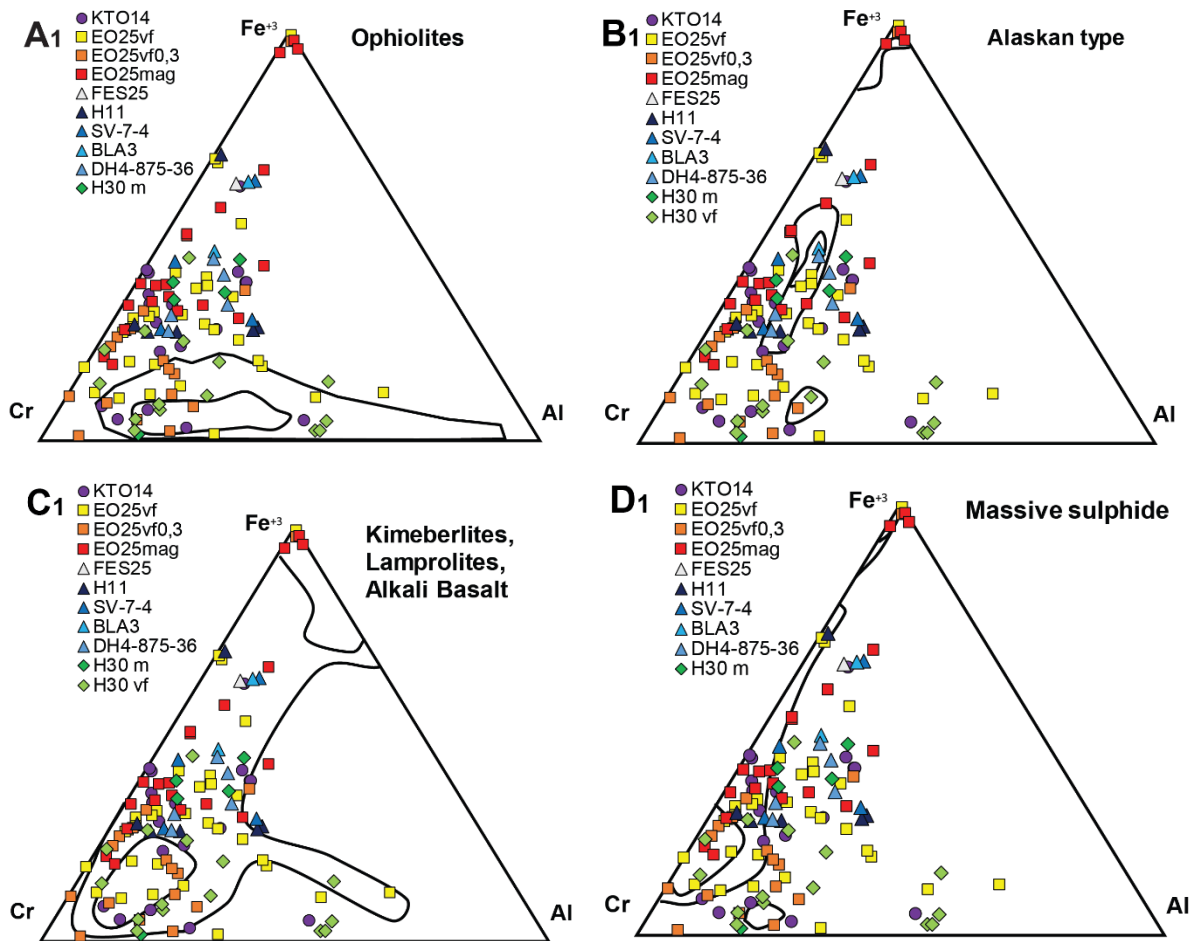 A1
KTO14
EO25vf
EO25vf0,3
EO25mag
FES25
H11
SV-7-4
BLA3
DH4-875-36
H30 m
Fe+3
Ophiolites
Cr
Al
B1
KTO14
EO25vf
EO25vf0,3
EO25mag
FES25
H11
SV-7-4
BLA3
DH4-875-36
H30 m
H30 vf
Fe+3
Alaskan type
Cr
Al
C1
KTO14
EO25vf
EO25vf0,3
EO25mag
FES25
H11
SV-7-4
BLA3
DH4-875-36
H30 m
H30 vf
Fe+3
Kimeberlites,
Lamprolites,
Alkali Basalt
Cr
Al
D1
KTO14
EO25vf
EO25vf0,3
EO25mag
FES25
H11
SV-7-4
BLA3
DH4-875-36
H30 m
Fe+3
Massive sulphide
Cr
Al